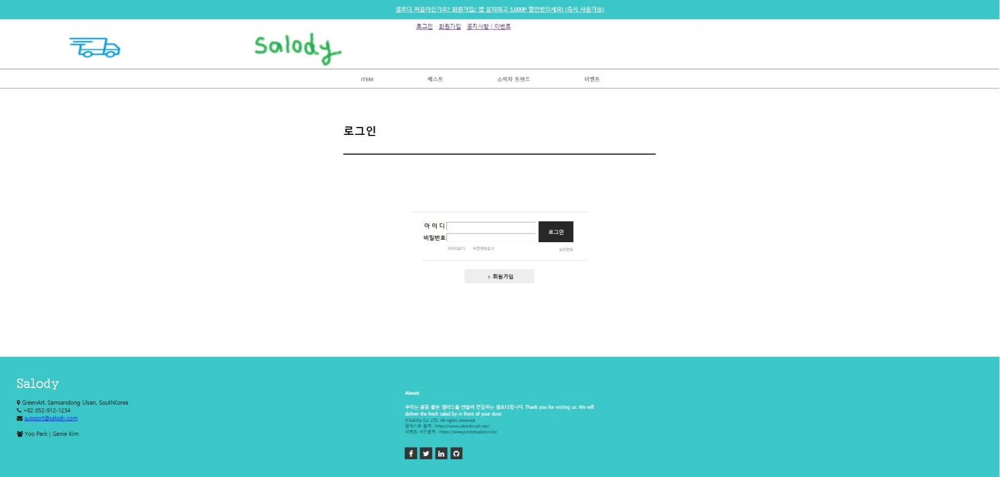 샐로디 처음이신가요? 회원가입/ 앱 설치하고 5,000P 할인받으세요! (즉시 사용가능)
로그인 회원가입 공지사항 | 이벤트
Salody
ITEM 베스트 소비자 트렌드 이벤트
로그인
아 이 디
비밀번호
로그인
아이디찾기 비밀번호찾기 보안접속
> 회원가입
Salody
GreenArt. Samsandong Ulsan, SouthKorea
+82 052-912-1234
support@salody.com
Yoo Park | Genie Kim
About
우리는 품질 좋은 샐러드를 만들어 전달하는 샐로디입니다. Thank you for visiting us. We will
deliver the fresh salad by in front of your door.
©SaloDy Co. LTD. All rights reserved.
일러스트 출처 : https://www.urbanbrush.net/
이벤트 사진출처 : https://www.pocketsalad.co.kr/